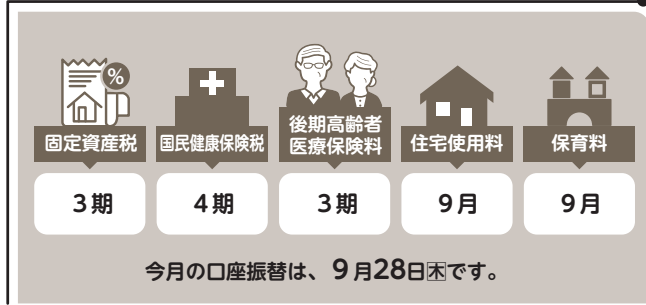 %
固定資産税
国民健康保険税
後期高齢者
医療保険料
住宅使用料
保育料
3期
4期
3期
9月
9月
今月の口座振替は、9月28日木です。